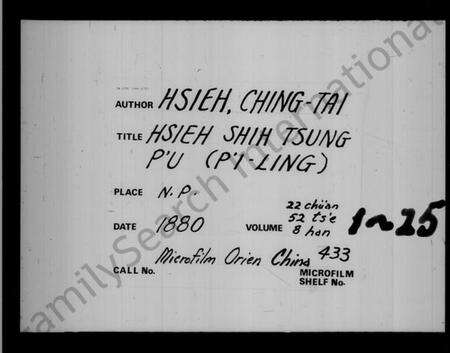 AUTHOR HSIEH, CHING-TAI
TITLE HSIEH SHIH TSUNG
P'U (P'I-LING)
PLACE N.P.
22 chüan
52 ts'e
DATE 1880 VOLUME 8 han 1~25
Microfilm Orien China 433
CALL No. MICROFILM
SHELF No.
FamilySearch International